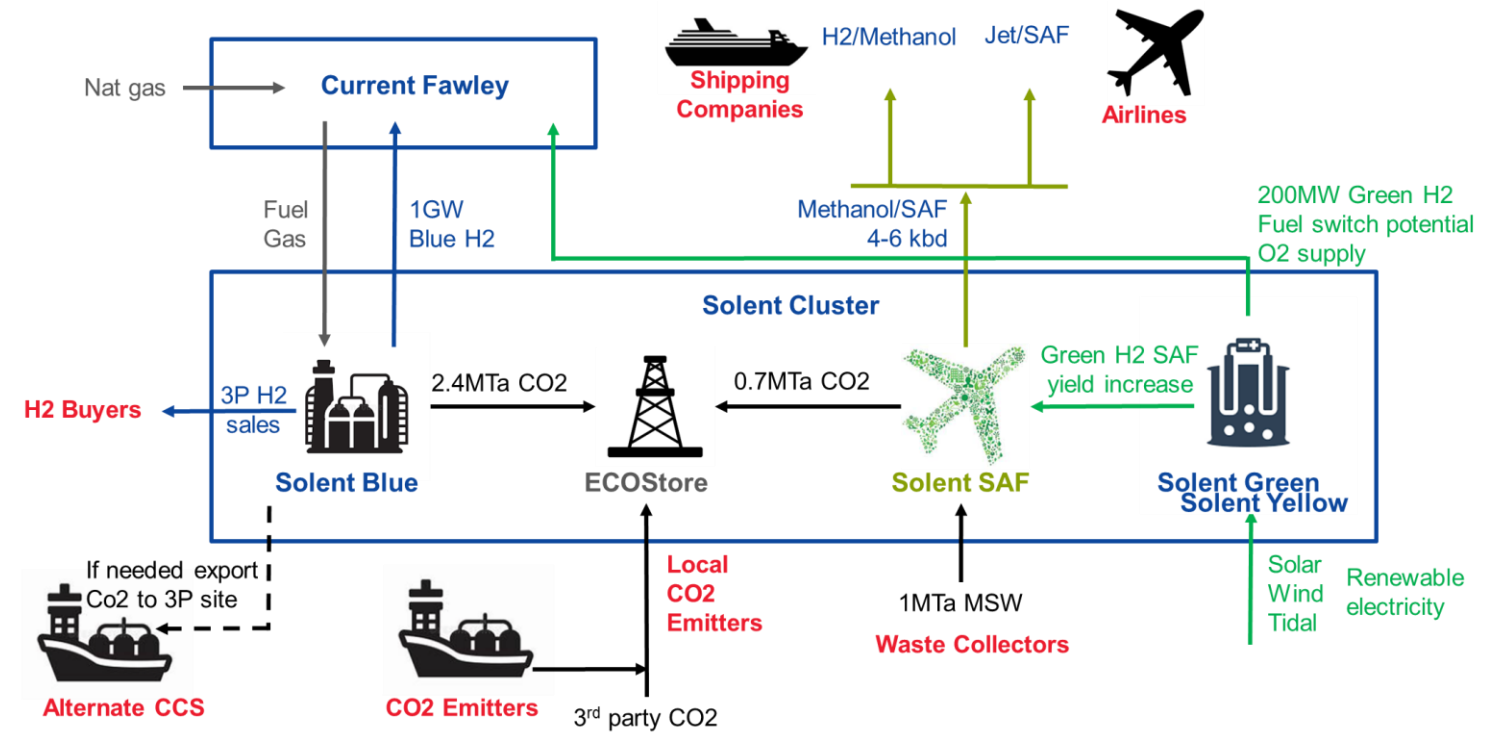 H2/Methanol
Jet/SAF
Nat gas
Current Fawley
Shipping
Companies
Airlines
Fuel
Gas
1GW
Blue H2
Methanol/SAF
4-6 kbd
200MW Green H2
Fuel switch potential
O2 supply
Solent Cluster
H2 Buyers
3P H2
sales
2.4MTa CO2
0.7MTa CO2
Green H2 SAF
yield increase
Solent Blue
ECOStore
Solent SAF
Solent Green
Solent Yellow
If needed export
Co2 to 3P site
Local
CO2
Emitters
1MTa MSW
Waste Collectors
Solar
Wind
Tidal
Renewable
electricity
Alternate CCS
CO2 Emitters
3rd party CO2